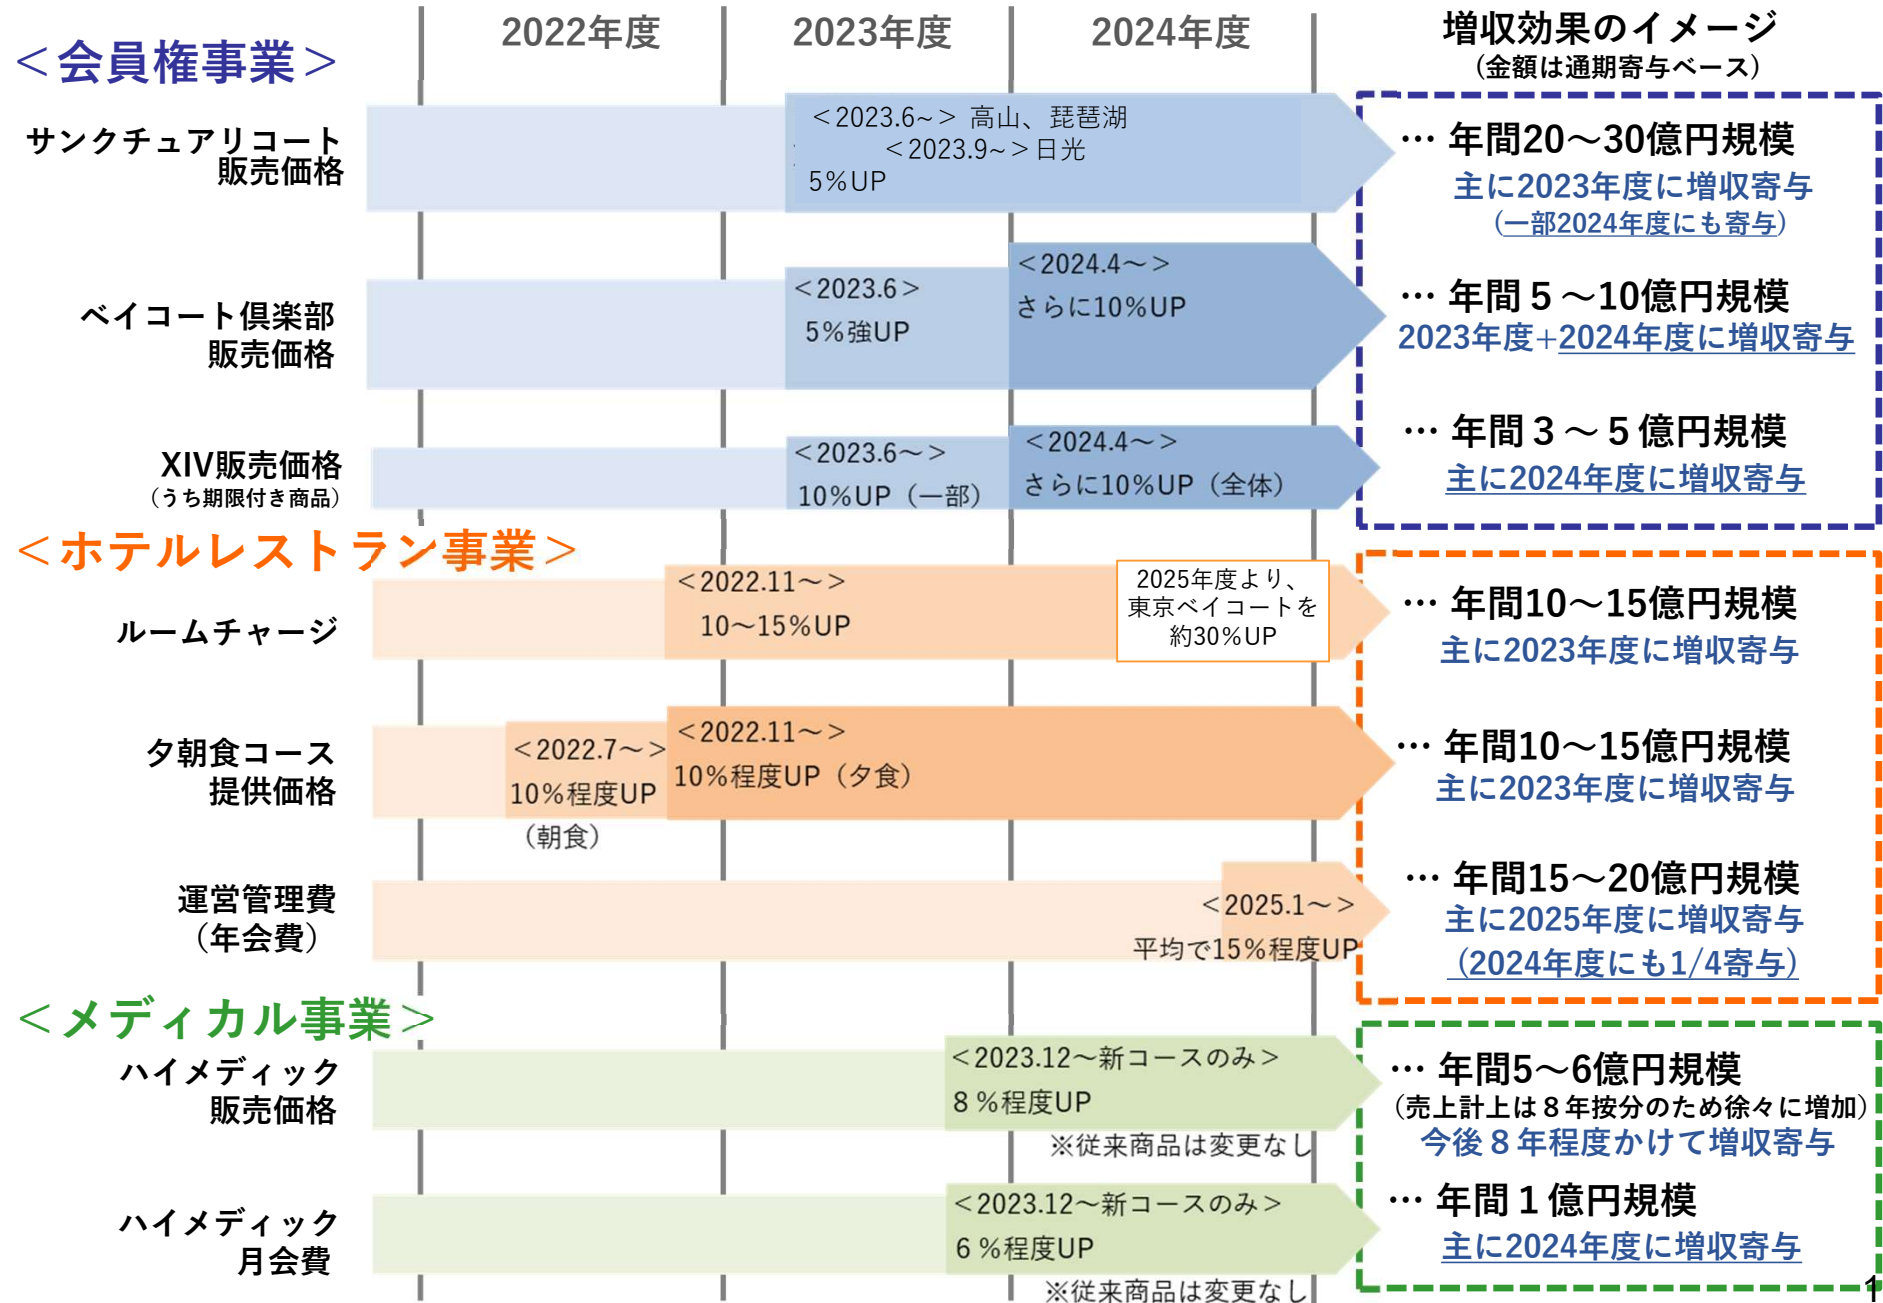 2022年度
2023年度
2024年度
増収効果のイメージ
(金額は通期寄与ベース)
＜会員権事業＞
サンクチュアリコート
販売価格
＜2023.6~＞ 高山、琵琶湖
＜2023.9~＞日光
5%UP
… 年間20～30億円規模
主に2023年度に増収寄与
(一部2024年度にも寄与)
ベイコート倶楽部
販売価格
＜2023.6＞
5%強UP
＜2024.4～＞
さらに10%UP
… 年間５～10億円規模
2023年度+2024年度に増収寄与
XIV販売価格
(うち期限付き商品)
＜2023.6～＞
10%UP（一部）
＜2024.4～＞
さらに10%UP（全体）
… 年間３～５億円規模
主に2024年度に増収寄与
＜ホテルレストラン事業＞
ルームチャージ
＜2022.11～＞
10～15%UP
2025年度より、
東京ベイコートを
約30%UP
… 年間10～15億円規模
主に2023年度に増収寄与
夕朝食コース
提供価格
＜2022.7～＞
10%程度UP
（朝食）
＜2022.11～＞
10%程度UP（夕食）
… 年間10～15億円規模
主に2023年度に増収寄与
運営管理費
（年会費）
＜2025.1～＞
平均で15%程度UP
… 年間15～20億円規模
主に2025年度に増収寄与
(2024年度にも1/4寄与)
＜メディカル事業＞
ハイメディック
販売価格
＜2023.12～新コースのみ＞
８%程度UP
※従来商品は変更なし
… 年間5～6億円規模
(売上計上は８年按分のため徐々に増加)
今後８年程度かけて増収寄与
ハイメディック
月会費
＜2023.12～新コースのみ＞
６%程度UP
※従来商品は変更なし
… 年間１億円規模
主に2024年度に増収寄与
1